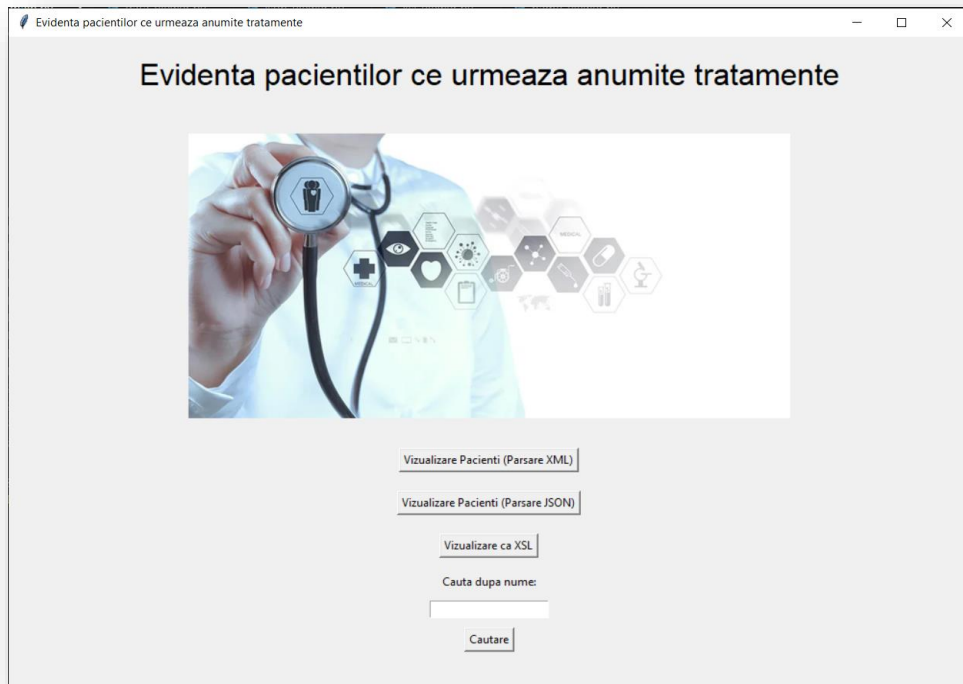 Evidenta pacientilor ce urmeaza anumite tratamente
Evidenta pacientilor ce urmeaza anumite tratamente
MEDICAL
MEDICAL
Vizualizare Pacienti (Parsare XML)
Vizualizare Pacienti (Parsare JSON)
Vizualizare ca XSL
Cauta dupa nume:
Cautare